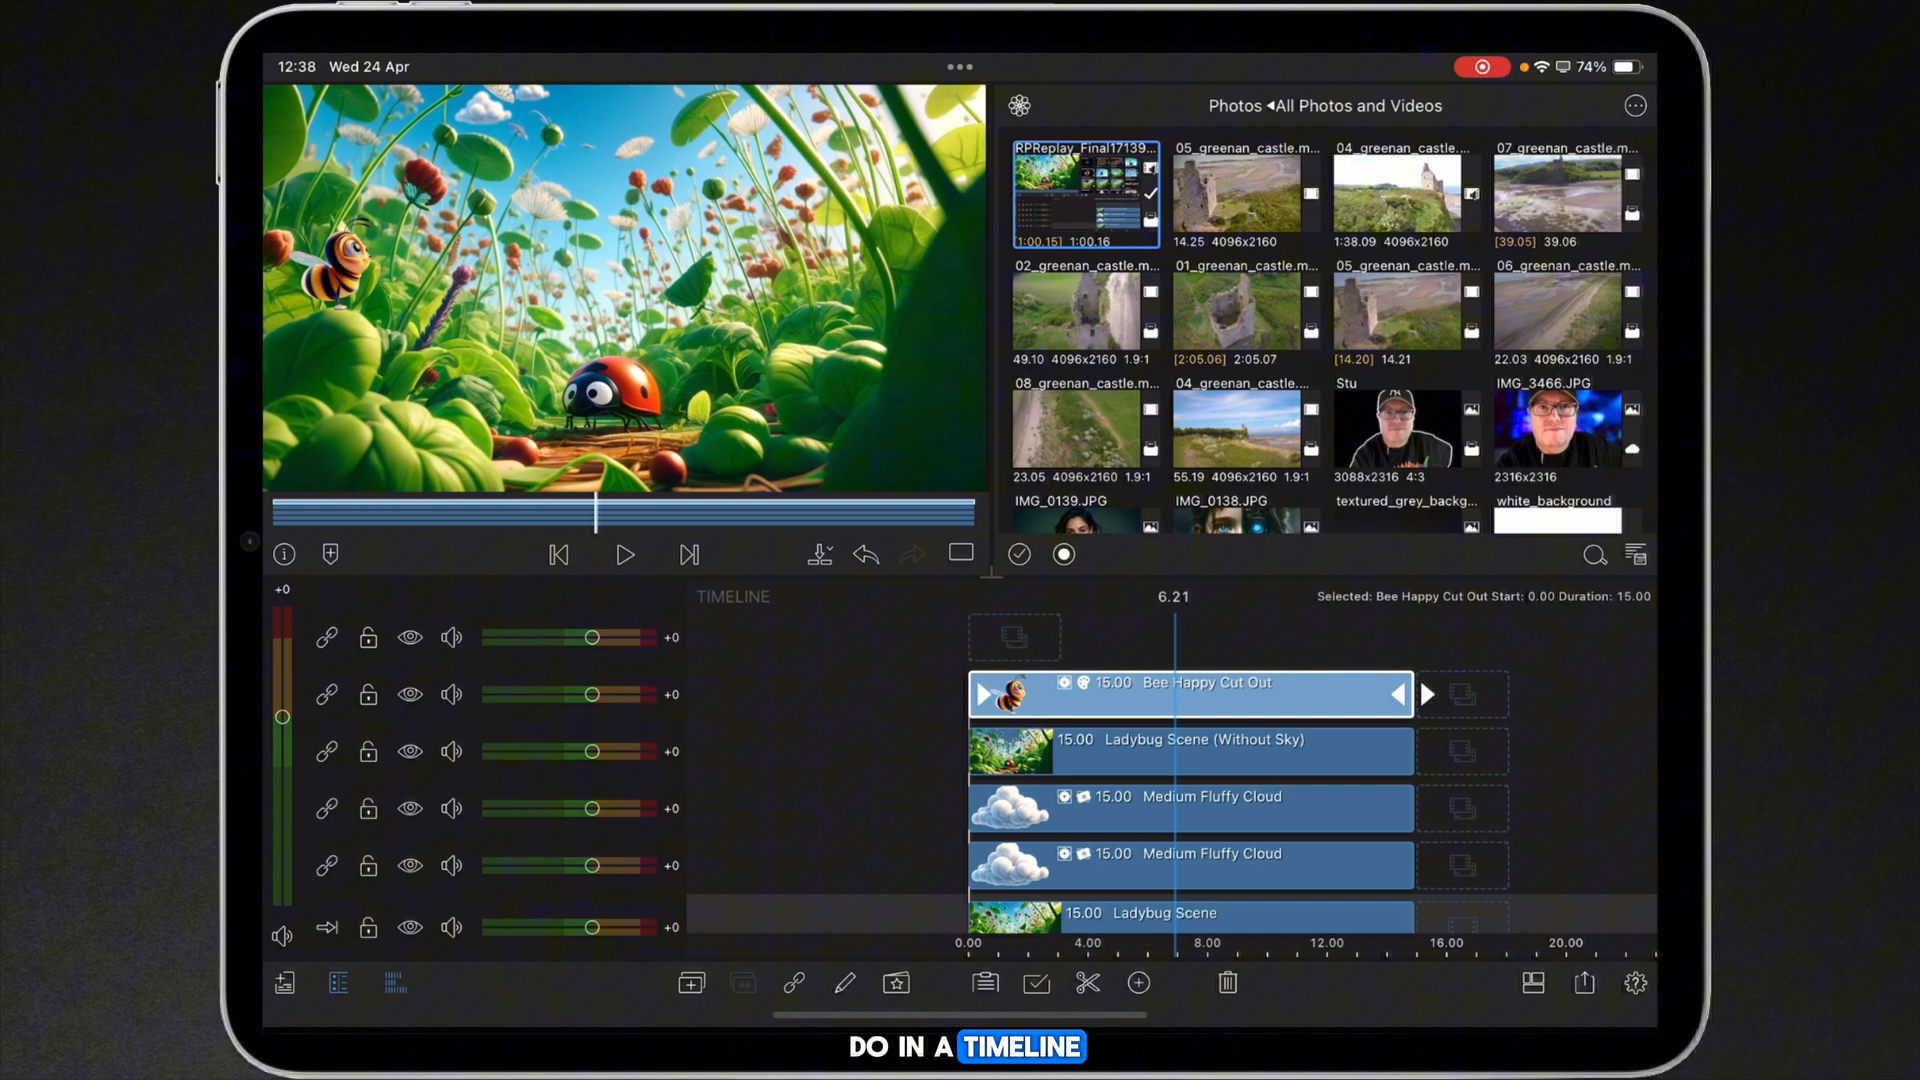 12:38 Wed 24 Apr
74%
Photos ◂All Photos and Videos
RPReplay_Final17139...
05_greenan_castle.m...
04_greenan_castle....
07_greenan_castle.m...
[1:00.15] 1:00.16
14.25 4096x2160
1:38.09 4096x2160
[39.05] 39.06
02_greenan_castle.m...
01_greenan_castle.m...
05_greenan_castle.m...
06_greenan_castle.m...
49.10 4096x2160 1.9:1
[2:05.06] 2:05.07
[14.20] 14.21
22.03 4096x2160 1.9:1
08_greenan_castle.m...
04_greenan_castle....
Stu
IMG_3466.JPG
23.05 4096x2160 1.9:1
55.19 4096x2160 1.9:1
3088x2316 4:3
2316x2316
IMG_0139.JPG
IMG_0138.JPG
textured_grey_backg...
white_background
+0
TIMELINE
6.21
Selected: Bee Happy Cut Out Start: 0.00 Duration: 15.00
+0
+0
15.00 Bee Happy Cut Out
+0
15.00 Ladybug Scene (Without Sky)
+0
15.00 Medium Fluffy Cloud
+0
15.00 Medium Fluffy Cloud
+0
15.00 Ladybug Scene
0.00 4.00 8.00 12.00 16.00 20.00
DO IN A TIMELINE